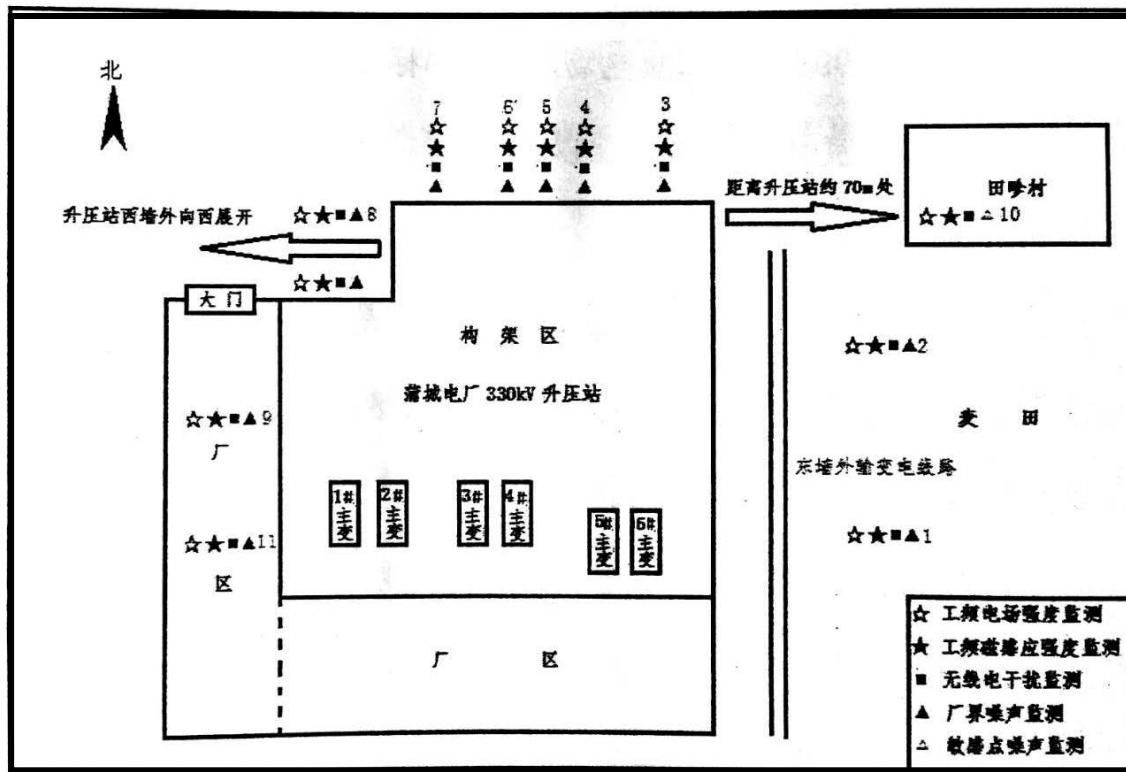 北
7 6 5 4 3
☆ ☆ ☆ ☆ ☆
★ ★ ★ ★ ★
■ ■ ■ ■ ■
▲ ▲ ▲ ▲ ▲
距离升压站约 70m 处
田 村
☆★■△10
升压站西墙外向西展开
☆★■▲8
☆★■▲
大门
构 架 区
☆★■▲2
蒲城电厂 330kV 升压站
☆★■▲9
麦 田
厂
东墙外输变电线路
1#主变
2#主变
3#主变
4#主变
5#主变
6#主变
☆★■▲11
☆★■▲1
区
厂 区
☆ 工频电场强度监测
★ 工频磁感应强度监测
■ 无线电干扰监测
▲ 厂界噪声监测
△ 敏感点噪声监测